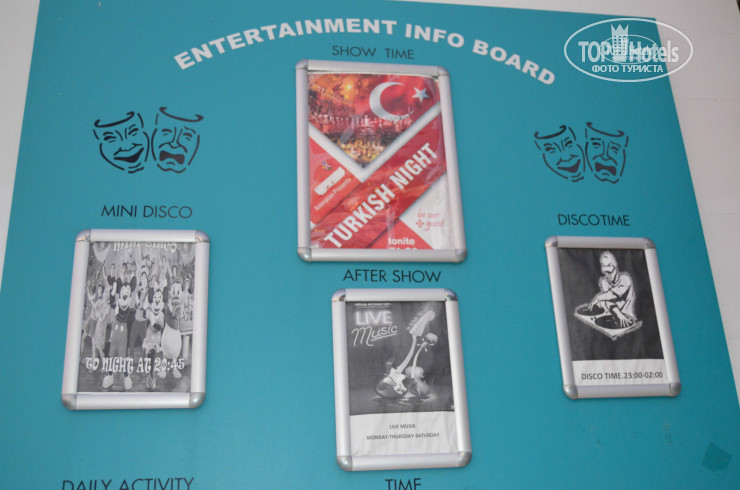 ENTERTAINMENT INFO BOARD
TOP Hotels
ФОТО ТУРИСТА
SHOW TIME
TURKISH NIGHT
tonite
MINI DISCO
TO NIGHT AT 20:45
AFTER SHOW
LIVE
Music
LIVE MUSIK
MONDAY-THURSDAY-SATURDAY
DISCOTIME
DISCO TIME.23:00-02:00
DAILY ACTIVITY
TIME